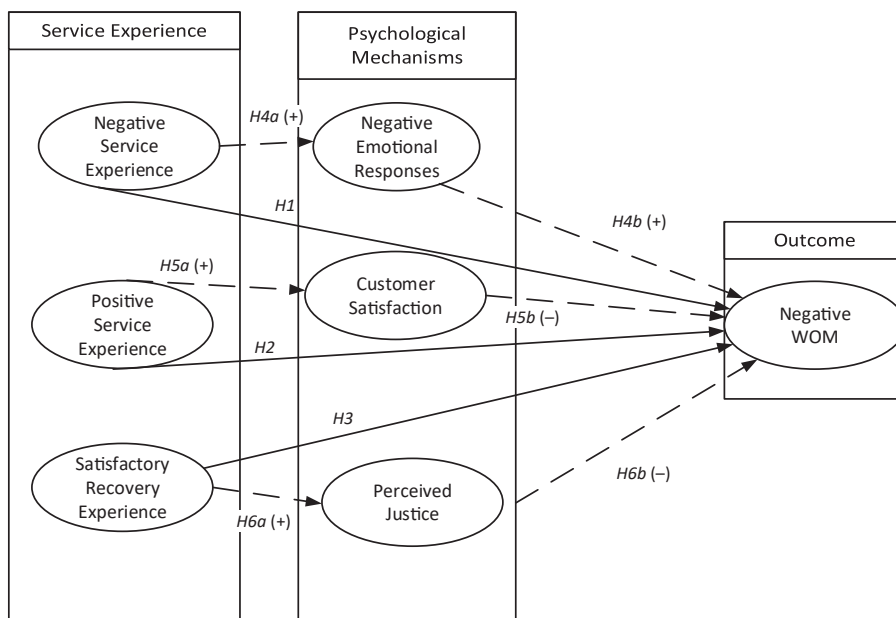 Service Experience
Psychological
Mechanisms
Negative
Service
Experience
H4a (+)
Negative
Emotional
Responses
H1
H4b (+)
Outcome
H5a (+)
Customer
Satisfaction
Positive
Service
Experience
H5b (–)
Negative
WOM
H2
H3
Satisfactory
Recovery
Experience
H6a (+)
Perceived
Justice
H6b (–)